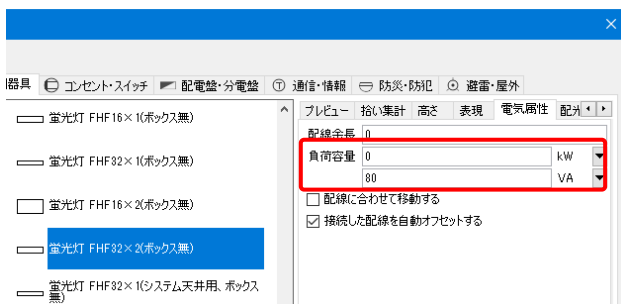 器具 コンセント・スイッチ 配電盤・分電盤 通信・情報 防災・防犯 避雷・屋外
蛍光灯 FHF16×1(ボックス無)
蛍光灯 FHF32×1(ボックス無)
蛍光灯 FHF16×2(ボックス無)
蛍光灯 FHF32×2(ボックス無)
蛍光灯 FHF32×1(システム天井用、ボックス
無)
プレビュー 拾い集計 高さ 表現 電気属性 配光
配線余長 0
負荷容量 0 kW
80 VA
配線に合わせて移動する
接続した配線を自動オフセットする